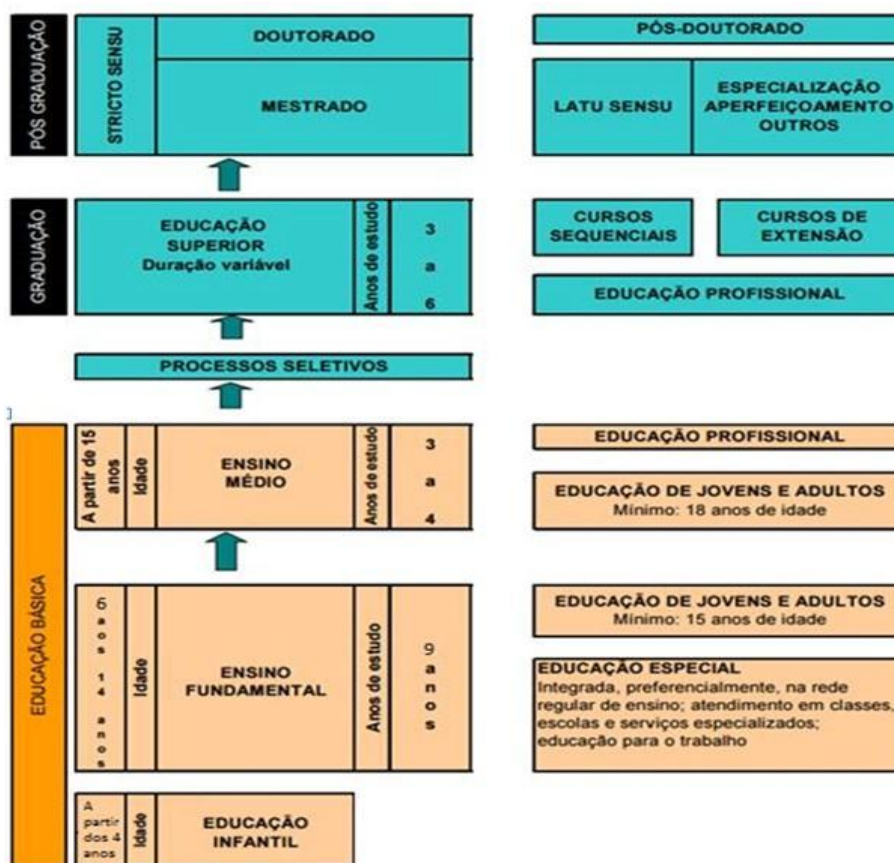 PÓS GRADUAÇÃO
STRICTO SENSU
DOUTORADO
MESTRADO
PÓS-DOUTORADO
LATU SENSU
ESPECIALIZAÇÃO
APERFEIÇOAMENTO
OUTROS
GRADUAÇÃO
EDUCAÇÃO
SUPERIOR
Duração variável
Anos de estudo
3
a
6
CURSOS
SEQUENCIAIS
CURSOS DE
EXTENSÃO
EDUCAÇÃO PROFISSIONAL
PROCESSOS SELETIVOS
EDUCAÇÃO BÁSICA
A partir de 15
anos
Idade
ENSINO
MÉDIO
Anos de estudo
3
a
4
EDUCAÇÃO PROFISSIONAL
EDUCAÇÃO DE JOVENS E ADULTOS
Mínimo: 18 anos de idade
6
a
o
s
14
a
n
o
s
Idade
ENSINO
FUNDAMENTAL
Anos de estudo
9
a
n
o
s
EDUCAÇÃO DE JOVENS E ADULTOS
Mínimo: 15 anos de idade
EDUCAÇÃO ESPECIAL
Integrada, preferencialmente, na rede
regular de ensino; atendimento em classes,
escolas e serviços especializados;
educação para o trabalho
A
partir
dos 4
anos
Idade
EDUCAÇÃO
INFANTIL